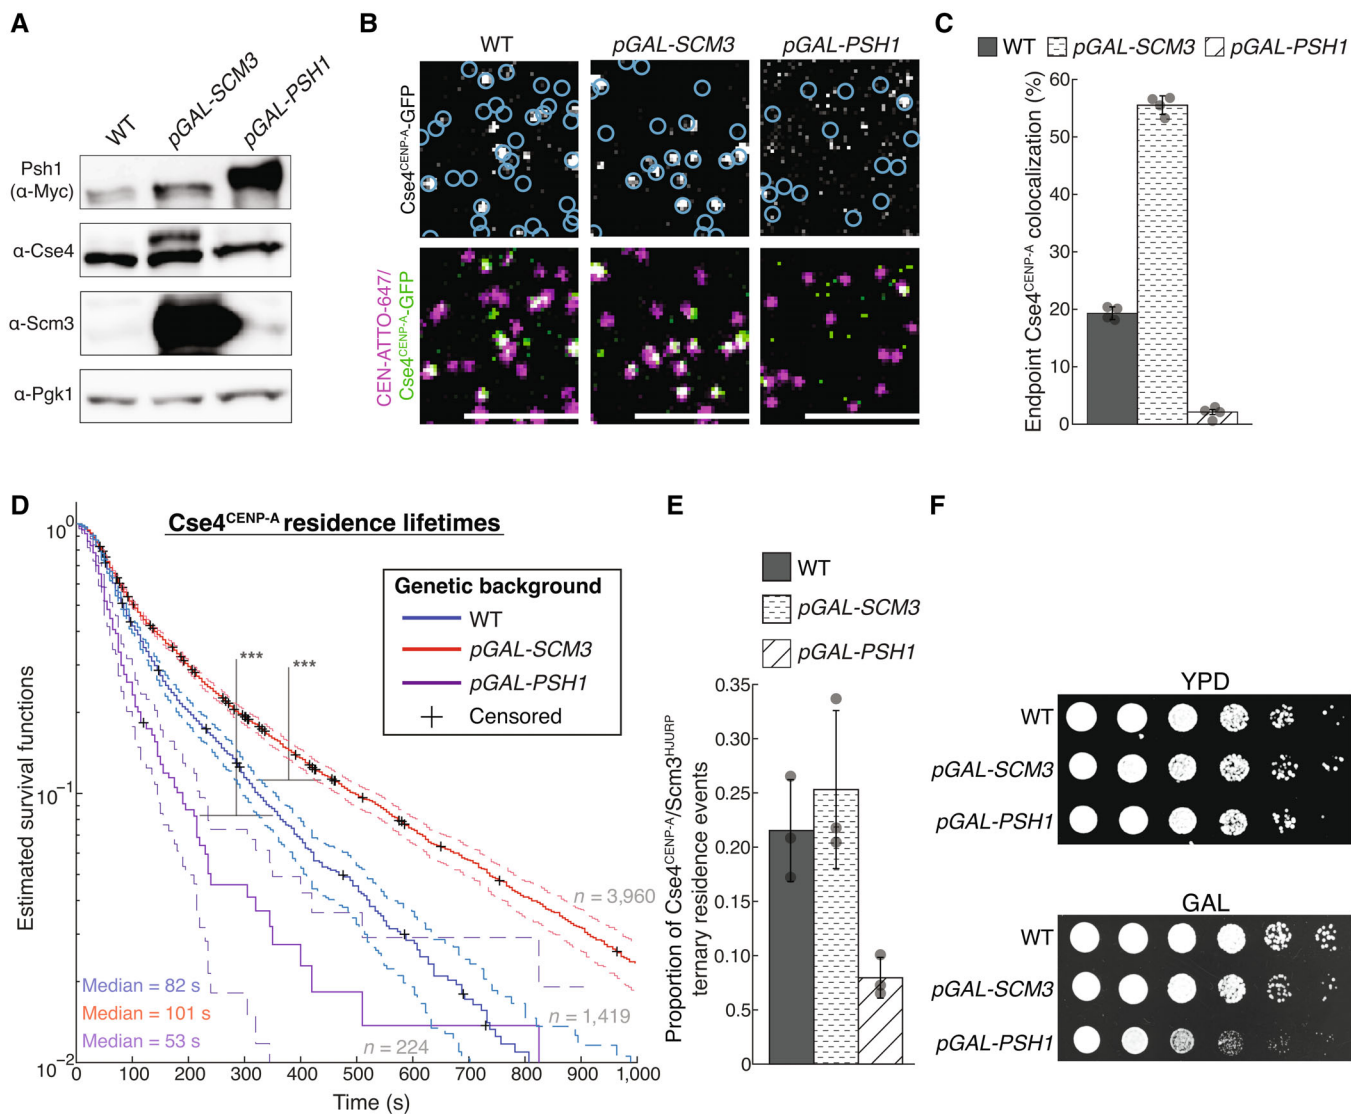 A
WT
pGAL-SCM3
pGAL-PSH1
Psh1
(α-Myc)
α-Cse4
α-Scm3
α-Pgk1
B
WT
pGAL-SCM3
pGAL-PSH1
Cse4CENP-A-GFP
CEN-ATTO-647/
Cse4CENP-A-GFP
C
WT
pGAL-SCM3
pGAL-PSH1
Endpoint Cse4CENP-A colocalization (%)
60
50
40
30
20
10
0
D
Cse4CENP-A residence lifetimes
Genetic background
WT
pGAL-SCM3
pGAL-PSH1
Censored
***
***
Estimated survival functions
10^0
10^−1
10^−2
n = 3,960
n = 1,419
n = 224
Median = 82 s
Median = 101 s
Median = 53 s
0 100 200 300 400 500 600 700 800 900 1,000
Time (s)
E
WT
pGAL-SCM3
pGAL-PSH1
Proportion of Cse4CENP-A/Scm3HJURP
ternary residence events
0.35
0.30
0.25
0.20
0.15
0.10
0.5
0
F
YPD
WT
pGAL-SCM3
pGAL-PSH1
GAL
WT
pGAL-SCM3
pGAL-PSH1